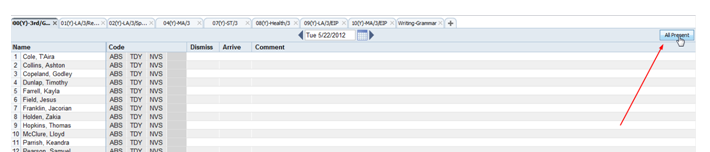 00(Y)-3rd/G... × 01(Y)-LA/3/Re... × 02(Y)-LA/3/Sp... × 04(Y)-MA/3 × 07(Y)-ST/3 × 08(Y)-Health/3 × 09(Y)-LA/3/EIP × 10(Y)-MA/3/EIP × Writing-Grammar × +
Tue 5/22/2012 All Present
Name Code Dismiss Arrive Comment
1 Cole, T'Aira ABS TDY NVS
2 Collins, Ashton ABS TDY NVS
3 Copeland, Godley ABS TDY NVS
4 Dunlap, Timothy ABS TDY NVS
5 Farrell, Kayla ABS TDY NVS
6 Field, Jesus ABS TDY NVS
7 Franklin, Jacorian ABS TDY NVS
8 Holden, Zakia ABS TDY NVS
9 Hopkins, Thomas ABS TDY NVS
10 McClure, Lloyd ABS TDY NVS
11 Parrish, Keandra ABS TDY NVS
12 Pearson, Samuel ABS TDY NVS